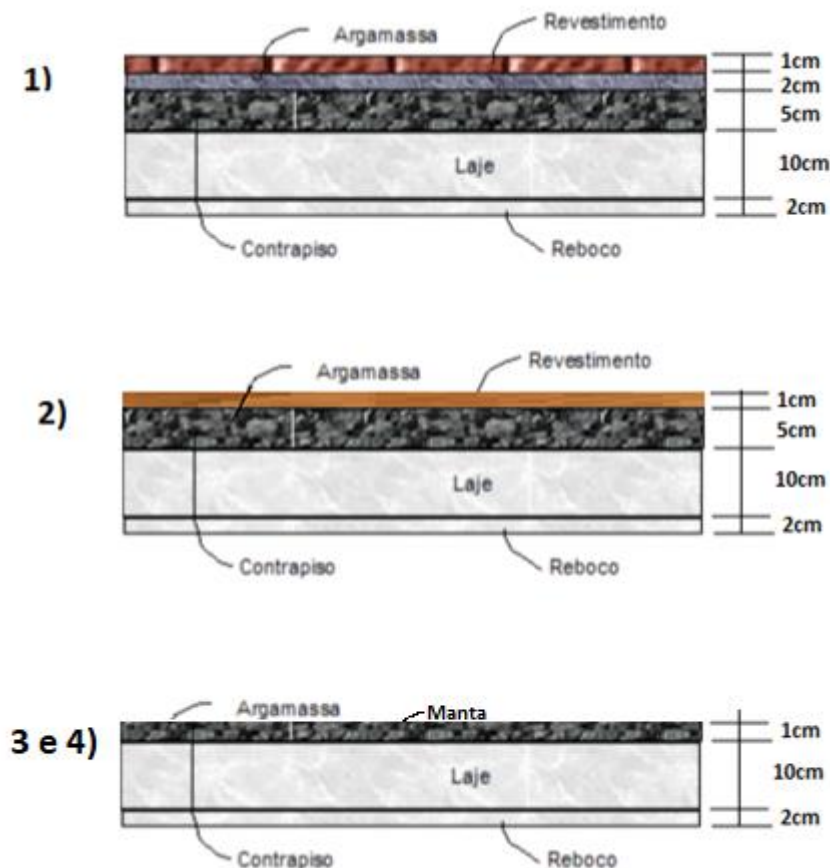 Argamassa
Revestimento
1)
1cm
2cm
5cm
Laje
10cm
2cm
Contrapiso
Reboco
Argamassa
Revestimento
2)
1cm
5cm
Laje
10cm
2cm
Contrapiso
Reboco
Argamassa
Manta
3 e 4)
1cm
Laje
10cm
2cm
Contrapiso
Reboco